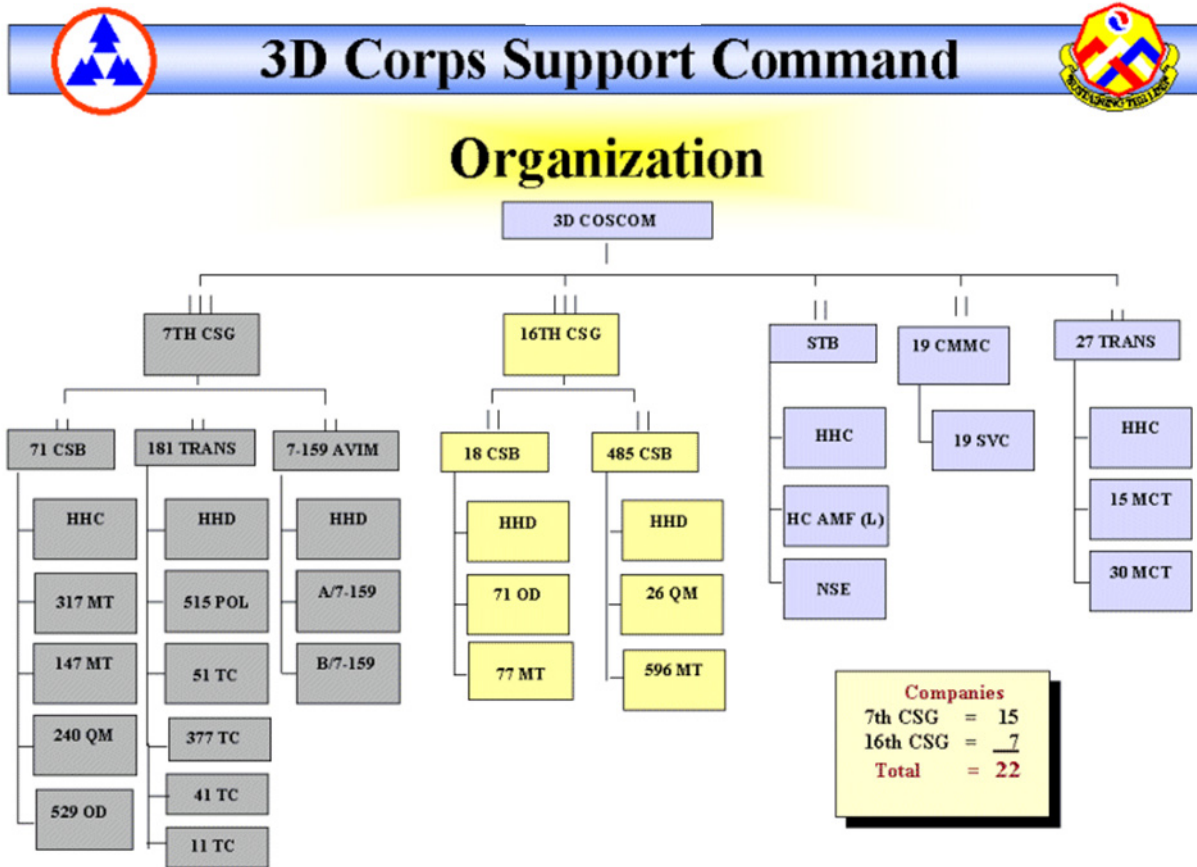 3D Corps Support Command
SUSTAINING THE LINE
Organization
3D COSCOM
7TH CSG
16TH CSG
STB
19 CMMC
27 TRANS
71 CSB
181 TRANS
7-159 AVIM
18 CSB
485 CSB
HHC
19 SVC
HHC
HHC
HHD
HHD
HHD
HHD
HC AMF (L)
15 MCT
317 MT
515 POL
A/7-159
71 OD
26 QM
NSE
30 MCT
147 MT
51 TC
B/7-159
77 MT
596 MT
240 QM
377 TC
529 OD
41 TC
11 TC
Companies
7th CSG = 15
16th CSG = 7
Total = 22